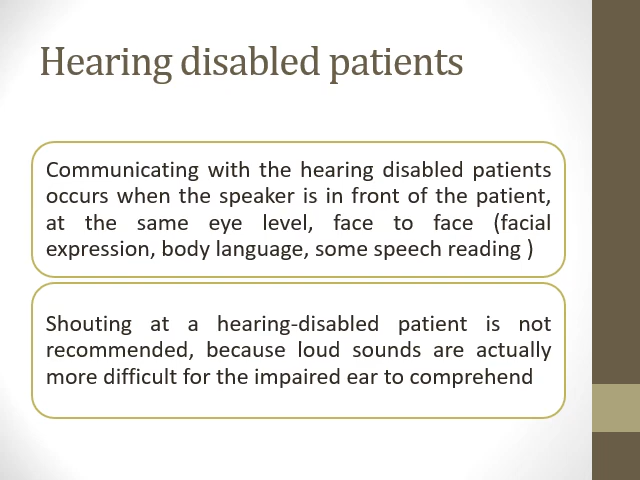 Hearing disabled patients
Communicating with the hearing disabled patients
occurs when the speaker is in front of the patient,
at the same eye level, face to face (facial
expression, body language, some speech reading )
Shouting at a hearing-disabled patient is not
recommended, because loud sounds are actually
more difficult for the impaired ear to comprehend